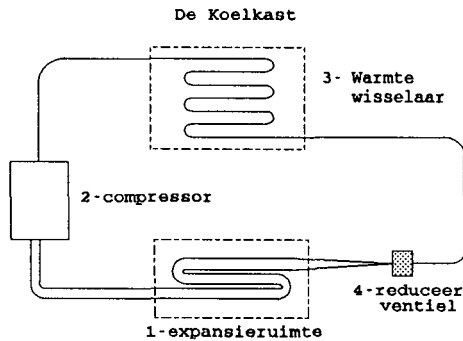 De Koelkast
3- Warmte
wisselaar
2-compressor
4-reduceer
ventiel
1-expansieruimte